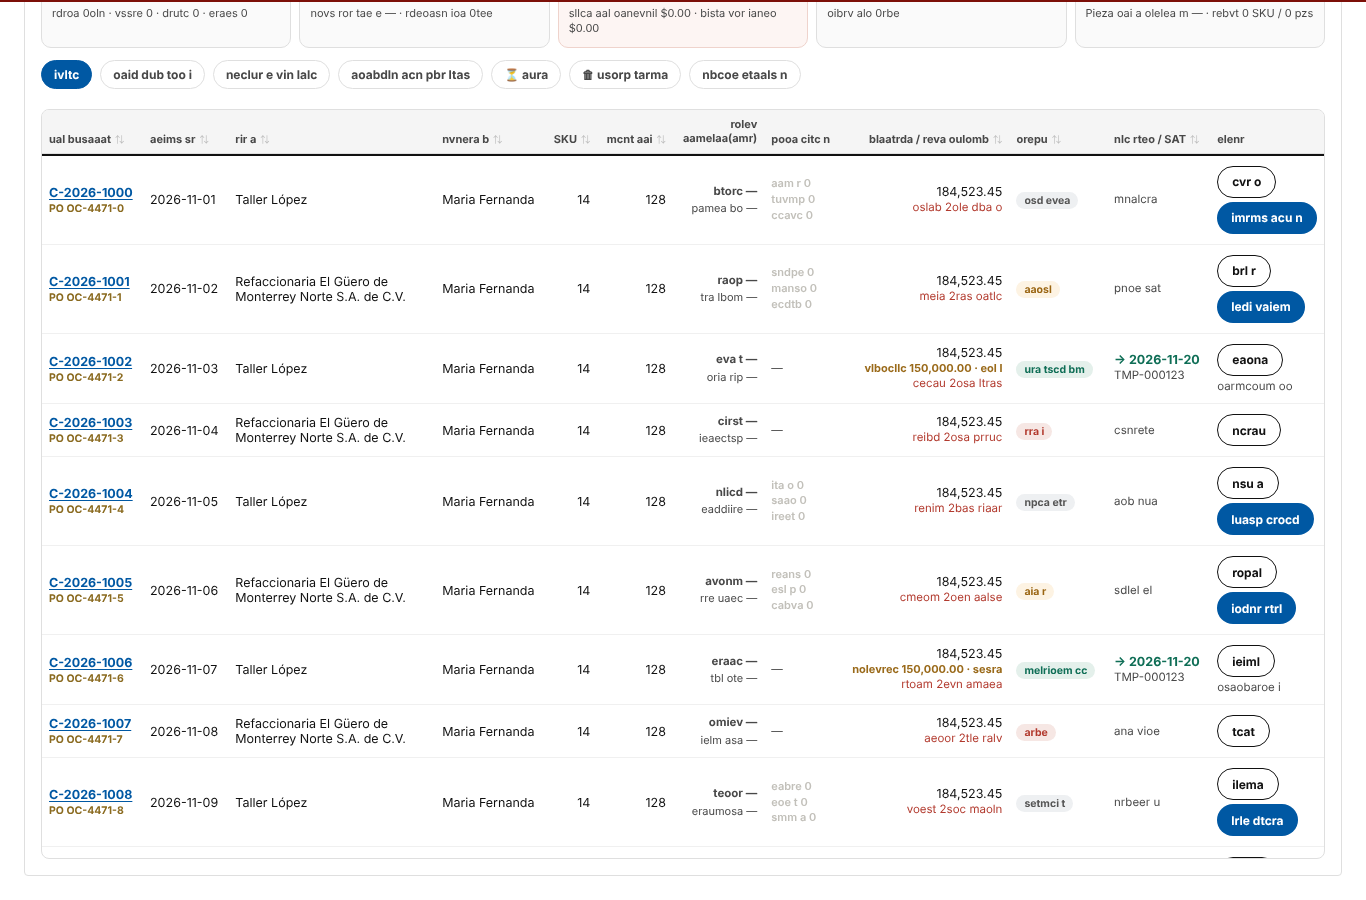 rdroa 0oln · vssre 0 · drutc 0 · eraes 0
novs ror tae e — · rdeoasn ioa 0tee
sllca aal oanevnil $0.00 · bista vor ianeo
$0.00
oibrv alo 0rbe
Pieza oai a olelea m — · rebvt 0 SKU / 0 pzs
ivltc
oaid dub too i
neclur e vin lalc
aoabdln acn pbr ltas
⏳ aura
🗑 usorp tarma
nbcoe etaals n
ual busaaat ⇅
aeims sr ⇅
rir a ⇅
nvnera b ⇅
SKU ⇅
mcnt aai ⇅
rolev
aamelaa(amr)
pooa citc n
blaatrda / reva oulomb ⇅
orepu ⇅
nlc rteo / SAT ⇅
elenr
C-2026-1000
PO OC-4471-0
2026-11-01
Taller López
Maria Fernanda
14
128
btorc —
pamea bo —
aam r 0
tuvmp 0
ccavc 0
184,523.45
oslab 2ole dba o
osd evea
mnalcra
cvr o
imrms acu n
C-2026-1001
PO OC-4471-1
2026-11-02
Refaccionaria El Güero de
Monterrey Norte S.A. de C.V.
Maria Fernanda
14
128
raop —
tra lbom —
sndpe 0
manso 0
ecdtb 0
184,523.45
meia 2ras oatlc
aaosl
pnoe sat
brl r
ledi vaiem
C-2026-1002
PO OC-4471-2
2026-11-03
Taller López
Maria Fernanda
14
128
eva t —
oria rip —
—
184,523.45
vlbocllc 150,000.00 · eol l
cecau 2osa ltras
ura tscd bm
→ 2026-11-20
TMP-000123
eaona
oarmcoum oo
C-2026-1003
PO OC-4471-3
2026-11-04
Refaccionaria El Güero de
Monterrey Norte S.A. de C.V.
Maria Fernanda
14
128
cirst —
ieaectsp —
—
184,523.45
reibd 2osa prruc
rra i
csnrete
ncrau
C-2026-1004
PO OC-4471-4
2026-11-05
Taller López
Maria Fernanda
14
128
nlicd —
eaddiire —
ita o 0
saao 0
ireet 0
184,523.45
renim 2bas riaar
npca etr
aob nua
nsu a
luasp crocd
C-2026-1005
PO OC-4471-5
2026-11-06
Refaccionaria El Güero de
Monterrey Norte S.A. de C.V.
Maria Fernanda
14
128
avonm —
rre uaec —
reans 0
esl p 0
cabva 0
184,523.45
cmeom 2oen aalse
aia r
sdlel el
ropal
iodnr rtrl
C-2026-1006
PO OC-4471-6
2026-11-07
Taller López
Maria Fernanda
14
128
eraac —
tbl ote —
—
184,523.45
nolevrec 150,000.00 · sesra
rtoam 2evn amaea
melrioem cc
→ 2026-11-20
TMP-000123
ieiml
osaobaroe i
C-2026-1007
PO OC-4471-7
2026-11-08
Refaccionaria El Güero de
Monterrey Norte S.A. de C.V.
Maria Fernanda
14
128
omiev —
ielm asa —
—
184,523.45
aeoor 2tle ralv
arbe
ana vioe
tcat
C-2026-1008
PO OC-4471-8
2026-11-09
Taller López
Maria Fernanda
14
128
teoor —
eraumosa —
eabre 0
eoe t 0
smm a 0
184,523.45
voest 2soc maoln
setmci t
nrbeer u
ilema
lrle dtcra